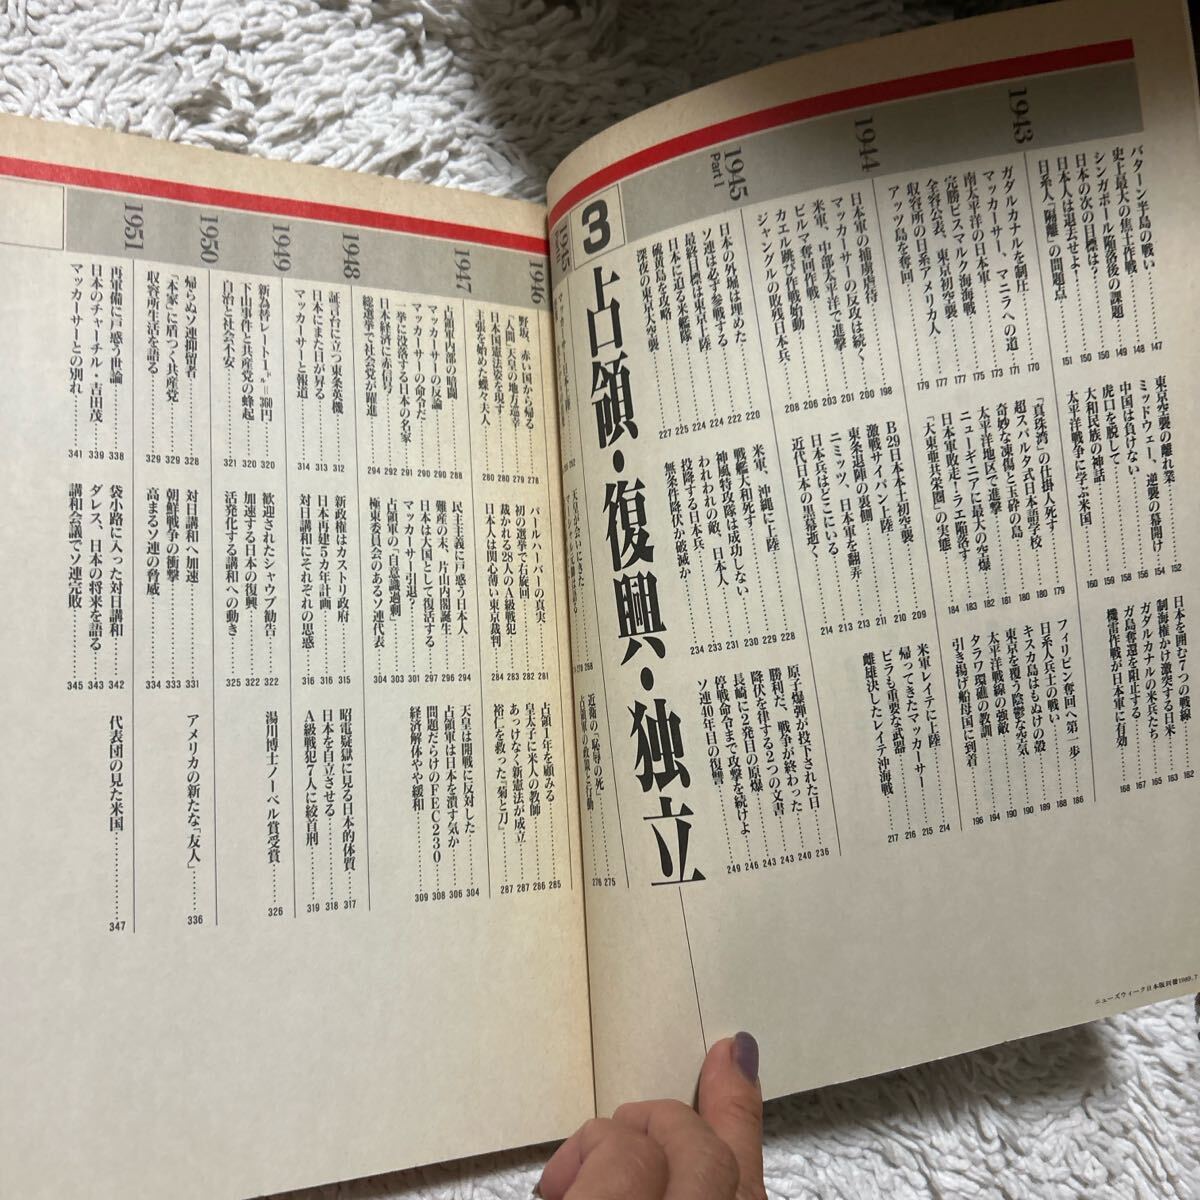 バターン半島の戦い 147
史上最大の焦土作戦 148
シンガポール陥落後の課題 149
日本の次の目標は? 150
日本人は退去せよ! 150
日系人「隔離」の問題点 151
東京空襲の離れ業 152
ミッドウェー、逆襲の幕開け 154
中国は負けない 156
虎口を脱して 158
大和民族の神話 159
太平洋戦争に学ぶ米国 160
日本を囲む7つの戦線 162
制海権かけ激突する日米 163
ガダルカナルの米兵たち 165
ガ島奪還を阻止する 167
機雷作戦が日本軍に有効 168
1943
ガダルカナルを制圧 170
マッカーサー、マニラへの道 171
南太平洋の日本軍 173
完勝ビスマルク海海戦 175
全容公表、東京初空襲 177
収容所の日系アメリカ人 177
アッツ島を奪回 179
「真珠湾」の仕掛人死す 179
超スパルタ式日本語学校 180
奇妙な凍傷と玉砕の島 180
太平洋地区で進撃 181
ニューギニアに最大の空爆 182
日本軍敗走—ラエ陥落す 183
「大東亜共栄圏」の実態 184
フィリピン奪回へ第一歩 186
日系人兵士の戦い 188
キスカ島はもぬけの殻 189
東京を覆う陰鬱な空気 190
太平洋戦線の強敵 190
タラワ環礁の教訓 194
引き揚げ船母国に到着 196
1944
日本軍の捕虜虐待 198
マッカーサーの反攻は続く 200
米軍、中部太平洋で進撃 201
ビルマ奪回作戦 203
カエル跳び作戦始動 206
ジャングルの敗残日本兵 208
B29日本本土初空襲 209
激戦サイパン上陸 210
東条退陣の裏側 211
ニミッツ、日本軍を翻弄 213
日本兵はどこにいる 213
近代日本の黒幕逝く 214
米軍レイテに上陸 214
帰ってきたマッカーサー 215
ビラも重要な武器 216
雌雄決したレイテ沖海戦 217
1945
Part I
日本の外堀は埋めた 220
ソ連は必ず参戦する 222
最終目標は東京上陸 224
日本に迫る米艦隊 224
硫黄島を攻略 225
深夜の東京大空襲 227
米軍、沖縄に上陸 228
戦艦大和死す 229
神風特攻隊は成功しない 230
われわれの敵、日本人 231
投降する日本兵 233
無条件降伏か破滅か 234
原子爆弾が投下された日 236
勝利だ、戦争が終わった 240
降伏を律する2つの文書 243
長崎に2発目の原爆 243
停戦命令まで攻撃を続けよ 246
ソ連40年目の復讐 249
3
占領・復興・独立
1945
近衛の「恥辱の死」 275
占領軍の政策と行動 276
1946
野坂、赤い国から帰る 278
「人間」天皇の地方巡幸 279
日本国憲法姿を現す 280
主張を始めた蝶々夫人 280
パールハーバーの真実 281
初の選挙で右旋回 282
裁かれる28人のA級戦犯 283
日本人は関心薄い東京裁判 284
占領1年を顧みる 285
皇太子に米人の教師 286
あっけなく新憲法が成立 287
裕仁を救った『菊と刀』 287
1947
占領軍内部の暗闘 288
マッカーサーの反論 290
マッカーサーの命令だ 290
一挙に没落する日本の名家 291
日本経済に赤信号 292
総選挙で社会党が躍進 294
民主主義に戸惑う日本人 294
難産の末、片山内閣誕生 296
日本は大国として復活する 297
マッカーサー引退? 301
占領軍の「自意識過剰」 303
極東委員会のあるソ連代表 304
天皇は開戦に反対した 304
占領軍は日本を潰す気か 306
問題だらけのFEC230 308
経済解体やや緩和 309
1948
証言台に立つ東条英機 312
日本にまた日が昇る 313
マッカーサーと報道 314
新政権はカストリ政府 315
日本再建5カ年計画 316
対日講和にそれぞれの思惑 316
昭電疑獄に見る日本的体質 317
日本を自立させる 318
A級戦犯7人に絞首刑 319
1949
新為替レート1ドル=360円 320
下山事件と共産党の蜂起 320
自治と社会不安 321
歓迎されたシャウプ勧告 322
加速する日本の復興 322
活発化する講和への動き 325
湯川博士ノーベル賞受賞 326
1950
帰らぬソ連抑留者 328
「本家」に盾つく共産党 329
収容所生活を語る 329
対日講和へ加速 331
朝鮮戦争の衝撃 333
高まるソ連の脅威 334
アメリカの新たな「友人」 336
1951
再軍備に戸惑う世論 338
日本のチャーチル・吉田茂 339
マッカーサーとの別れ 341
袋小路に入った対日講和 342
ダレス、日本の将来を語る 343
講和会議でソ連完敗 345
代表団の見た米国 347
ニューズウィーク日本版別冊1989.7